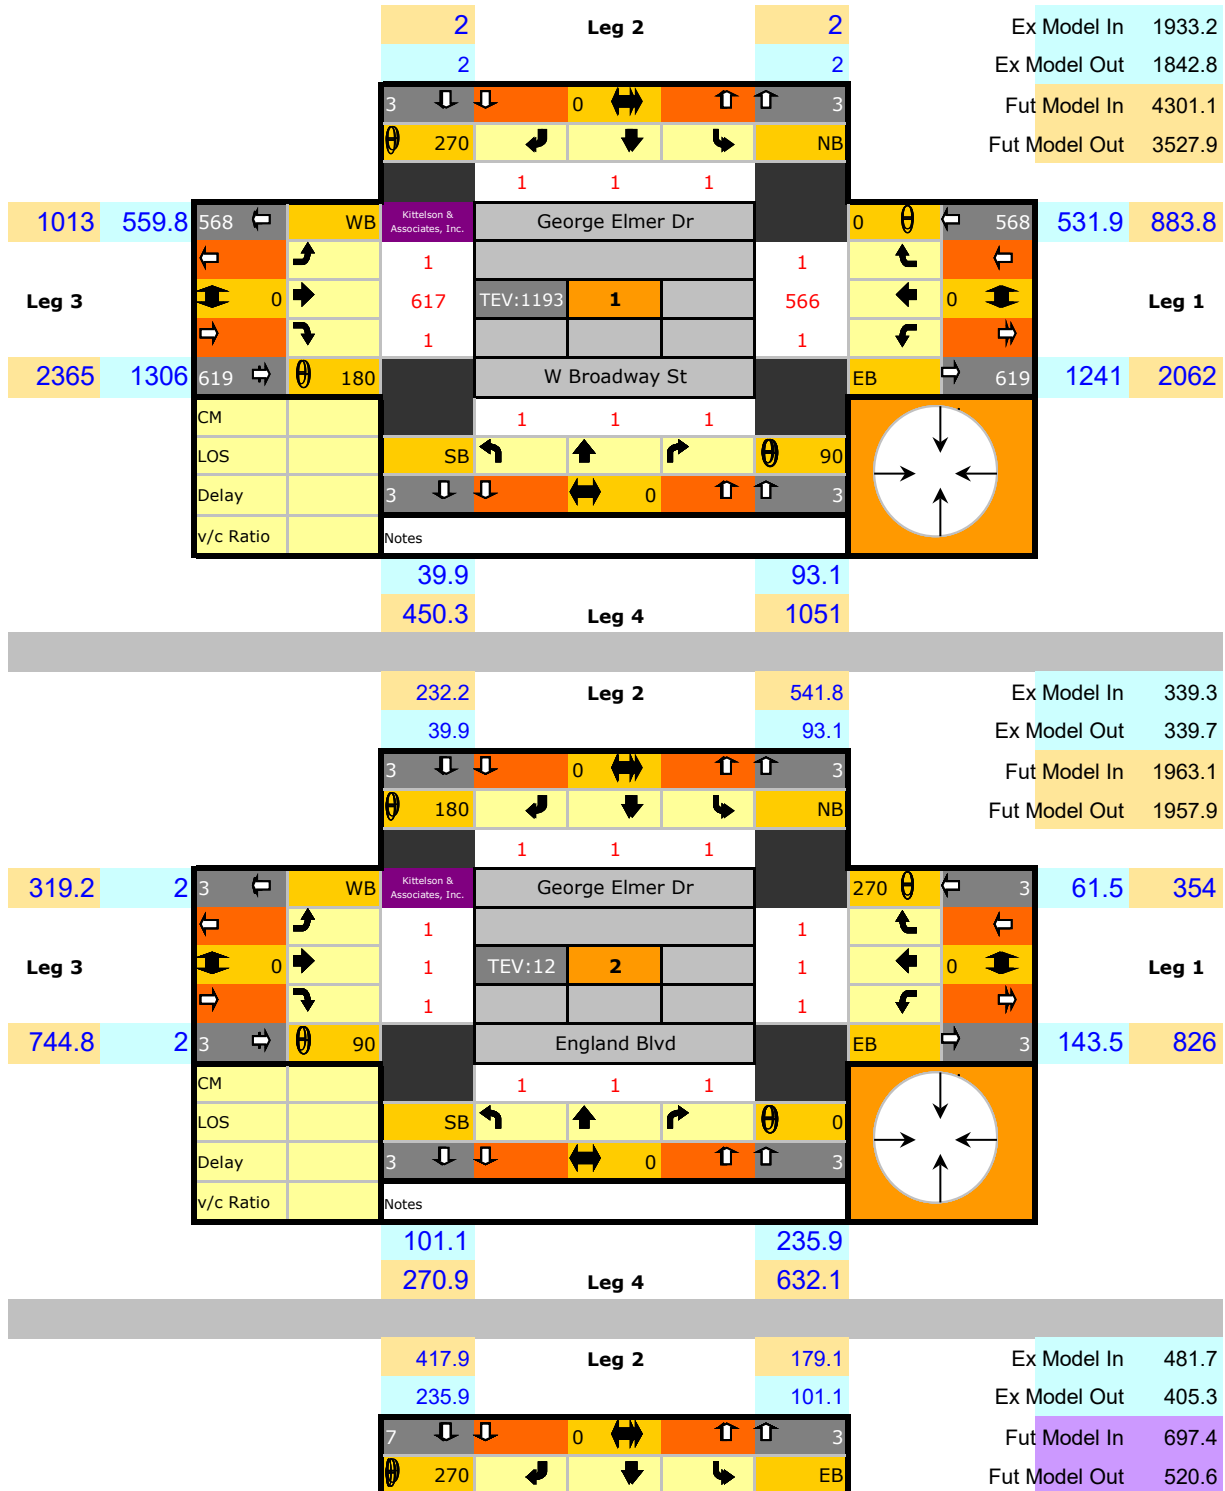 2 Leg 2 2 Ex Model In 1933.2
2 2 Ex Model Out 1842.8
3 0 3 Fut Model In 4301.1
270 NB Fut Model Out 3527.9
1 1 1
1013 559.8 568 WB Kittelson & Associates, Inc. George Elmer Dr 0 568 531.9 883.8
1 1
Leg 3 0 617 TEV:1193 1 566 0 Leg 1
1 1
2365 1306 619 180 W Broadway St EB 619 1241 2062
CM 1 1 1
LOS SB 90
Delay 3 0 3
v/c Ratio Notes
39.9 93.1
450.3 Leg 4 1051
232.2 Leg 2 541.8 Ex Model In 339.3
39.9 93.1 Ex Model Out 339.7
3 0 3 Fut Model In 1963.1
180 NB Fut Model Out 1957.9
1 1 1
319.2 2 3 WB Kittelson & Associates, Inc. George Elmer Dr 270 3 61.5 354
1 1
Leg 3 0 1 TEV:12 2 1 0 Leg 1
1 1
744.8 2 3 90 England Blvd EB 3 143.5 826
CM 1 1 1
LOS SB 0
Delay 3 0 3
v/c Ratio Notes
101.1 235.9
270.9 Leg 4 632.1
417.9 Leg 2 179.1 Ex Model In 481.7
235.9 101.1 Ex Model Out 405.3
7 0 3 Fut Model In 697.4
270 EB Fut Model Out 520.6